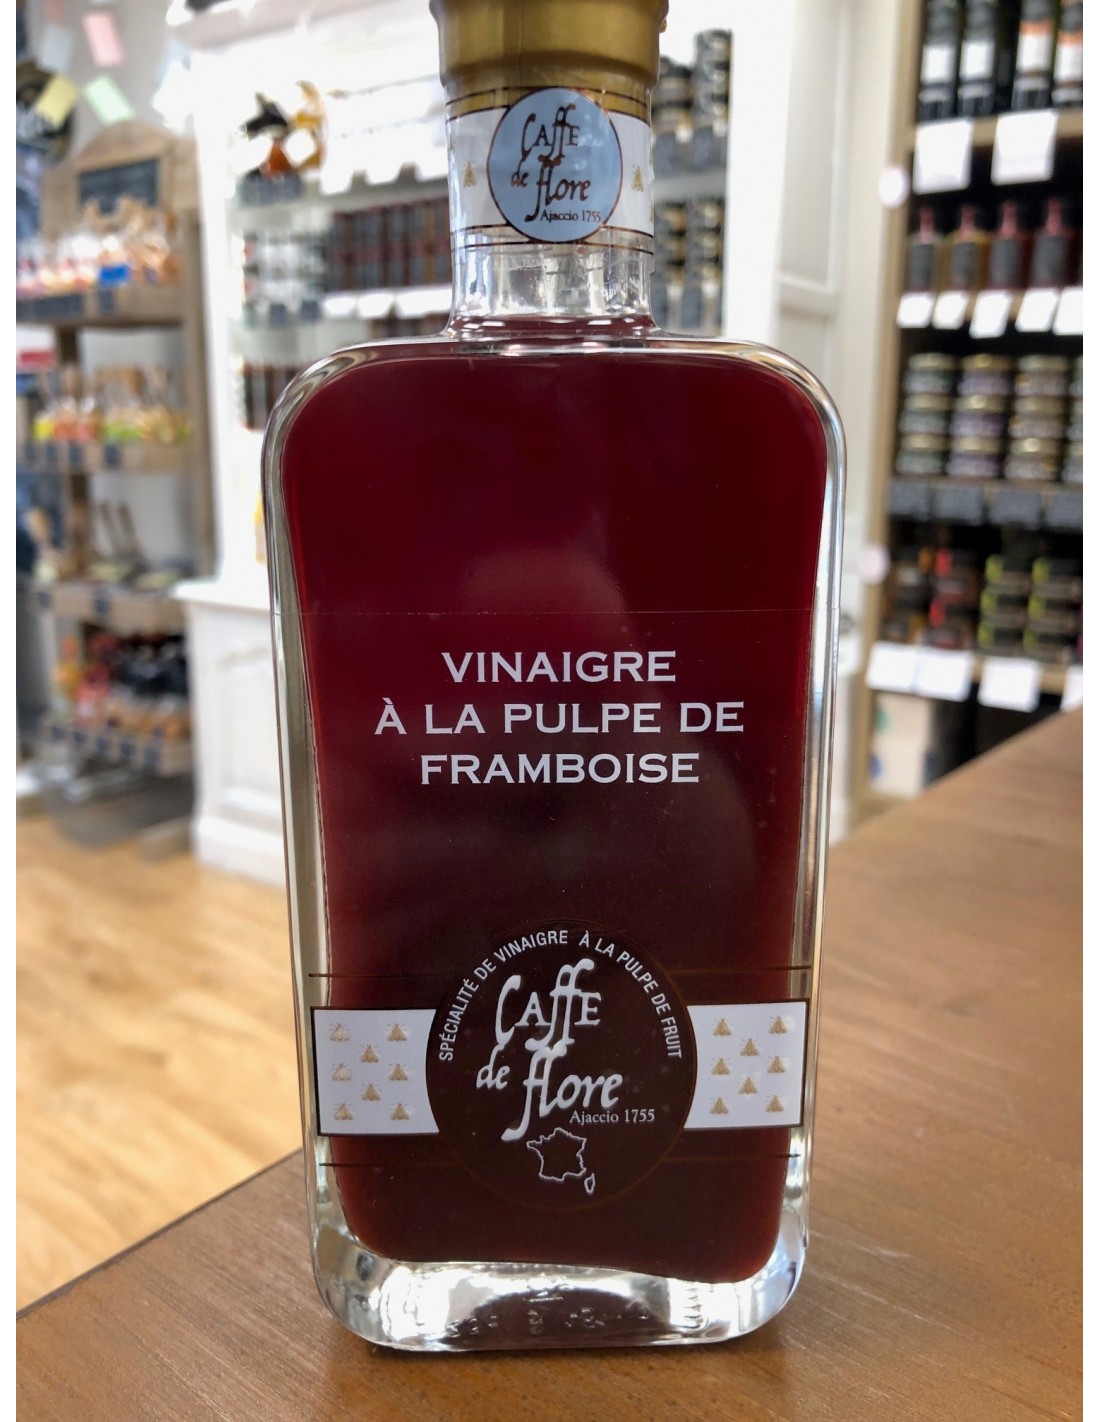 CAFFE
de flore
Ajaccio 1755
VINAIGRE
À LA PULPE DE
FRAMBOISE
SPÉCIALITÉ DE VINAIGRE À LA PULPE DE FRUIT
CAFFE
de flore
Ajaccio 1755